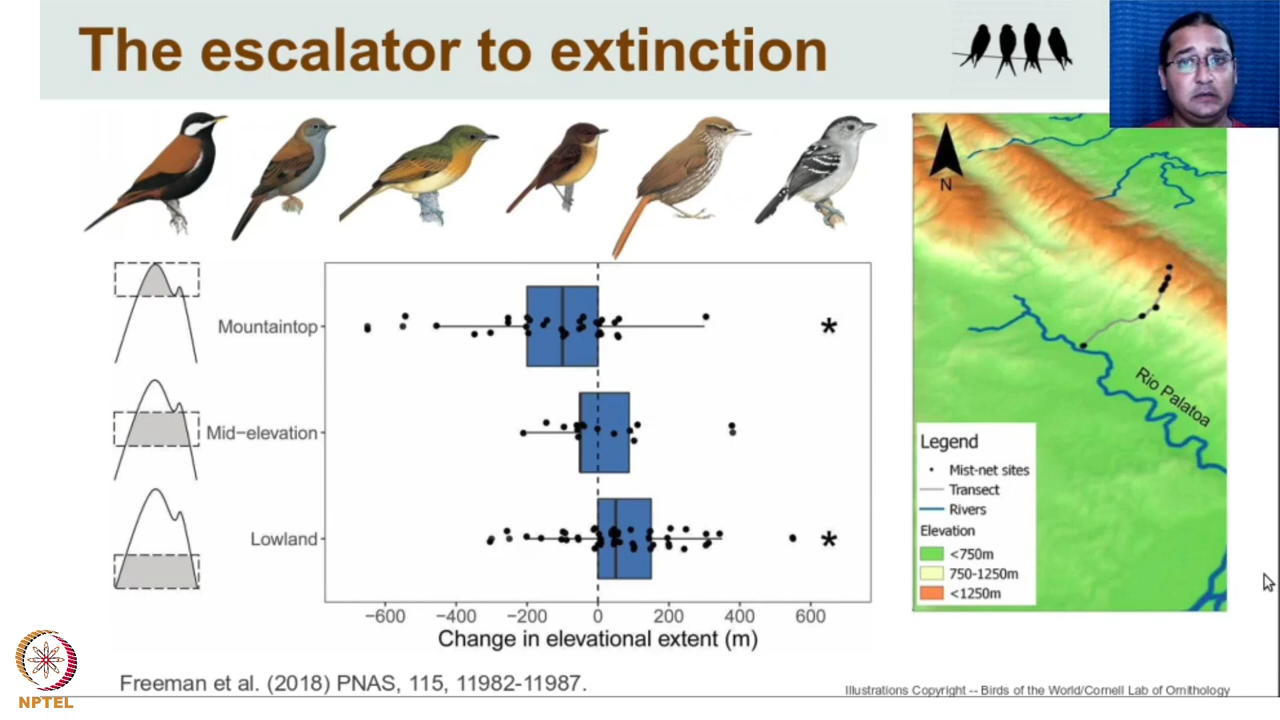 The escalator to extinction
Mountaintop
Mid-elevation
Lowland
*
*
−600 −400 −200 0 200 400 600
Change in elevational extent (m)
N
Rio Palatoa
Legend
Mist-net sites
Transect
Rivers
Elevation
<750m
750-1250m
<1250m
Freeman et al. (2018) PNAS, 115, 11982-11987.
Illustrations Copyright -- Birds of the World/Cornell Lab of Ornithology
NPTEL